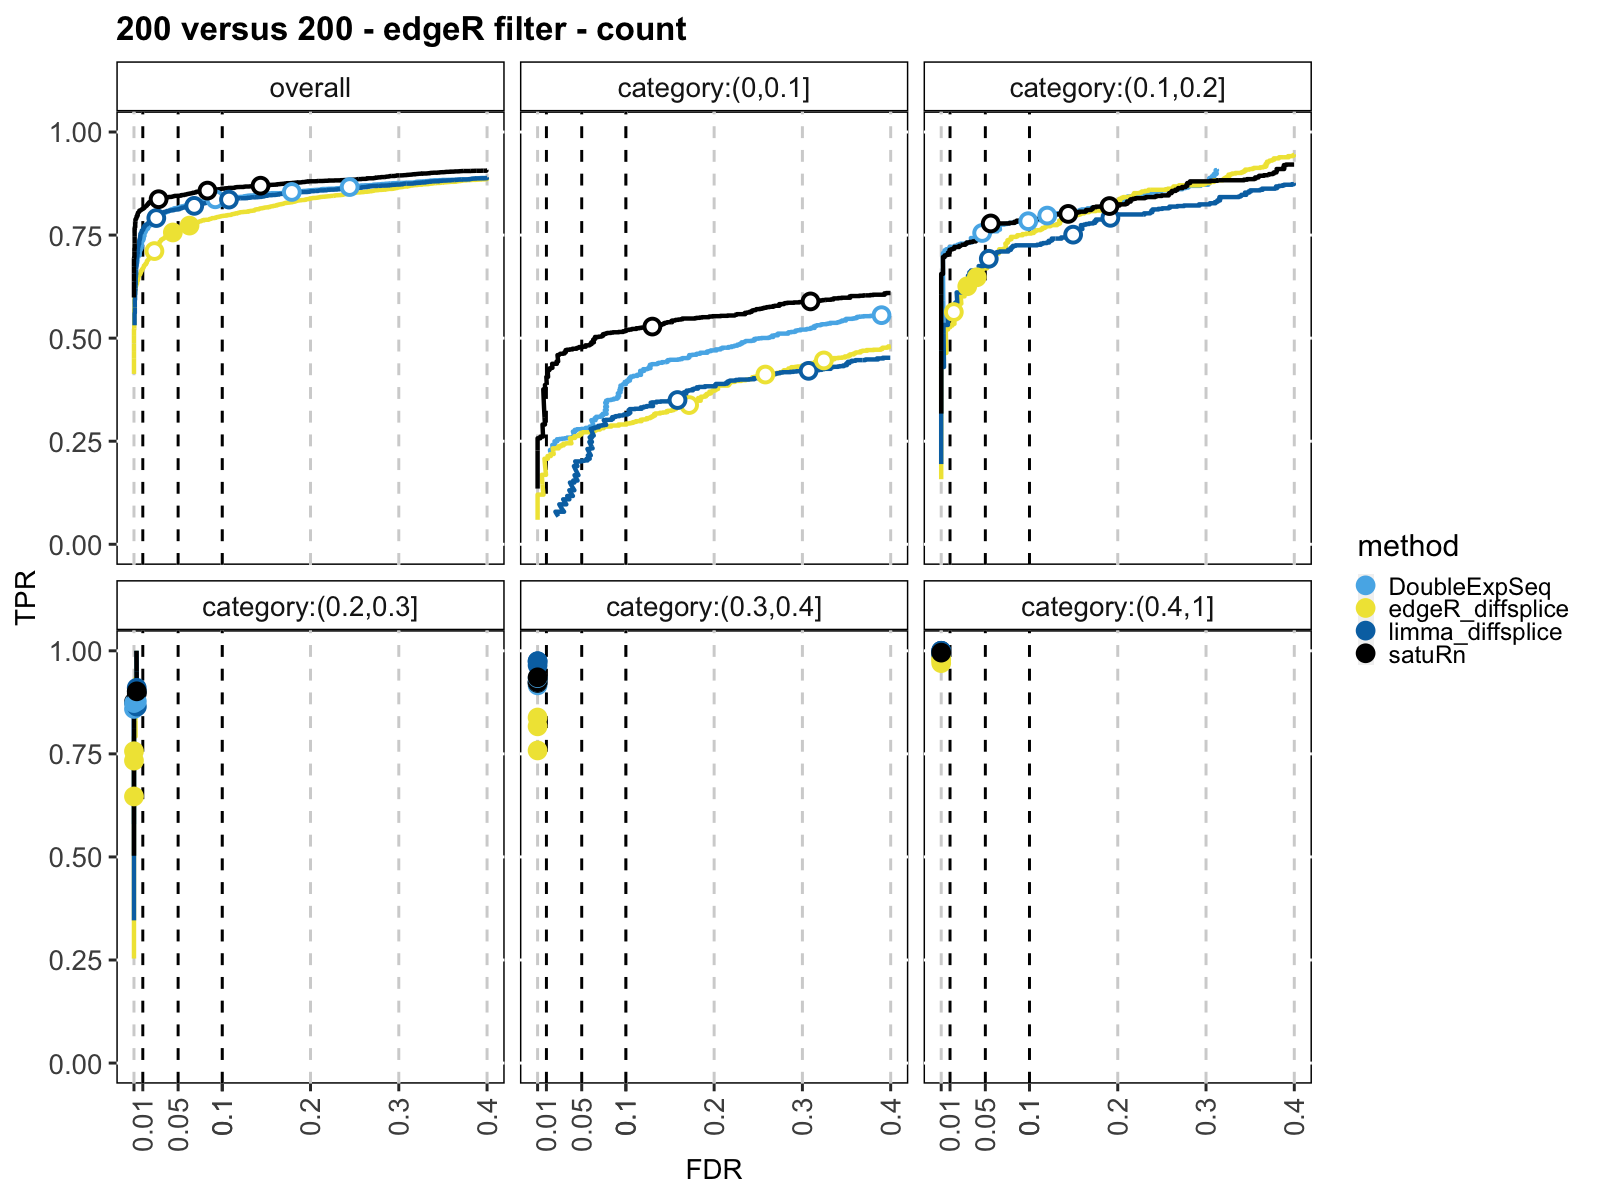 200 versus 200 - edgeR filter - count
overall
category:(0,0.1]
category:(0.1,0.2]
1.00
0.75
0.50
0.25
0.00
TPR
category:(0.2,0.3]
category:(0.3,0.4]
category:(0.4,1]
1.00
0.75
0.50
0.25
0.00
0.01 0.05 0.1 0.2 0.3 0.4
0.01 0.05 0.1 0.2 0.3 0.4
0.01 0.05 0.1 0.2 0.3 0.4
FDR
method
DoubleExpSeq
edgeR_diffsplice
limma_diffsplice
satuRn